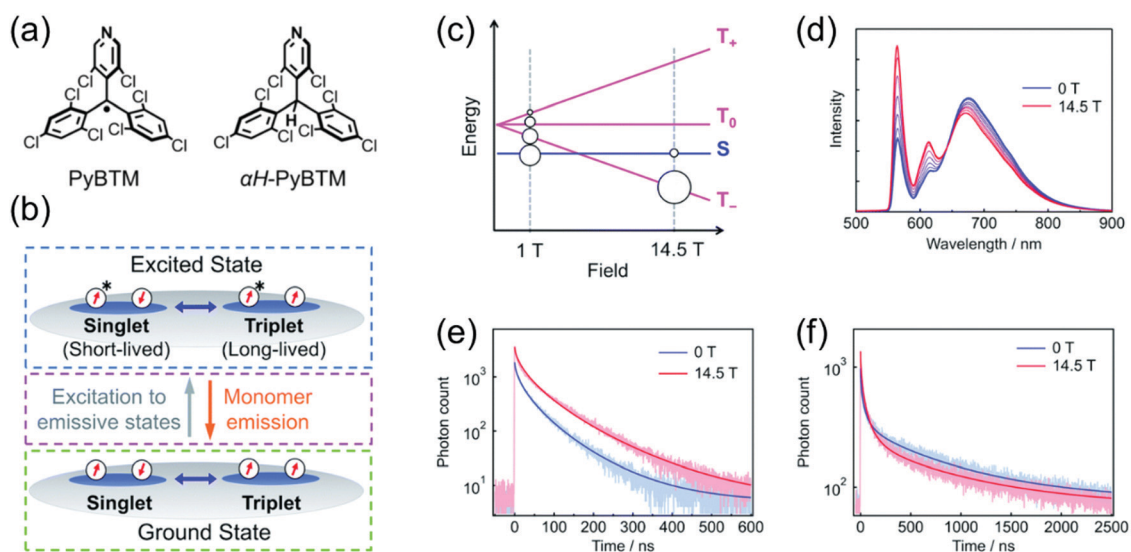 (a)
N
Cl Cl
Cl Cl
Cl Cl
Cl Cl
PyBTM
N
Cl Cl
Cl Cl
H
Cl Cl
Cl Cl
αH-PyBTM
(b)
Excited State
* *
Singlet Triplet
(Short-lived) (Long-lived)
Excitation to Monomer
emissive states emission
Singlet Triplet
Ground State
(c)
Energy
T+
T0
S
T−
1 T 14.5 T
Field
(d)
Intensity
0 T
14.5 T
500 600 700 800 900
Wavelength / nm
(e)
Photon count
10³
10²
10¹
0 T
14.5 T
0 100 200 300 400 500 600
Time / ns
(f)
Photon count
10³
10²
0 T
14.5 T
0 500 1000 1500 2000 2500
Time / ns